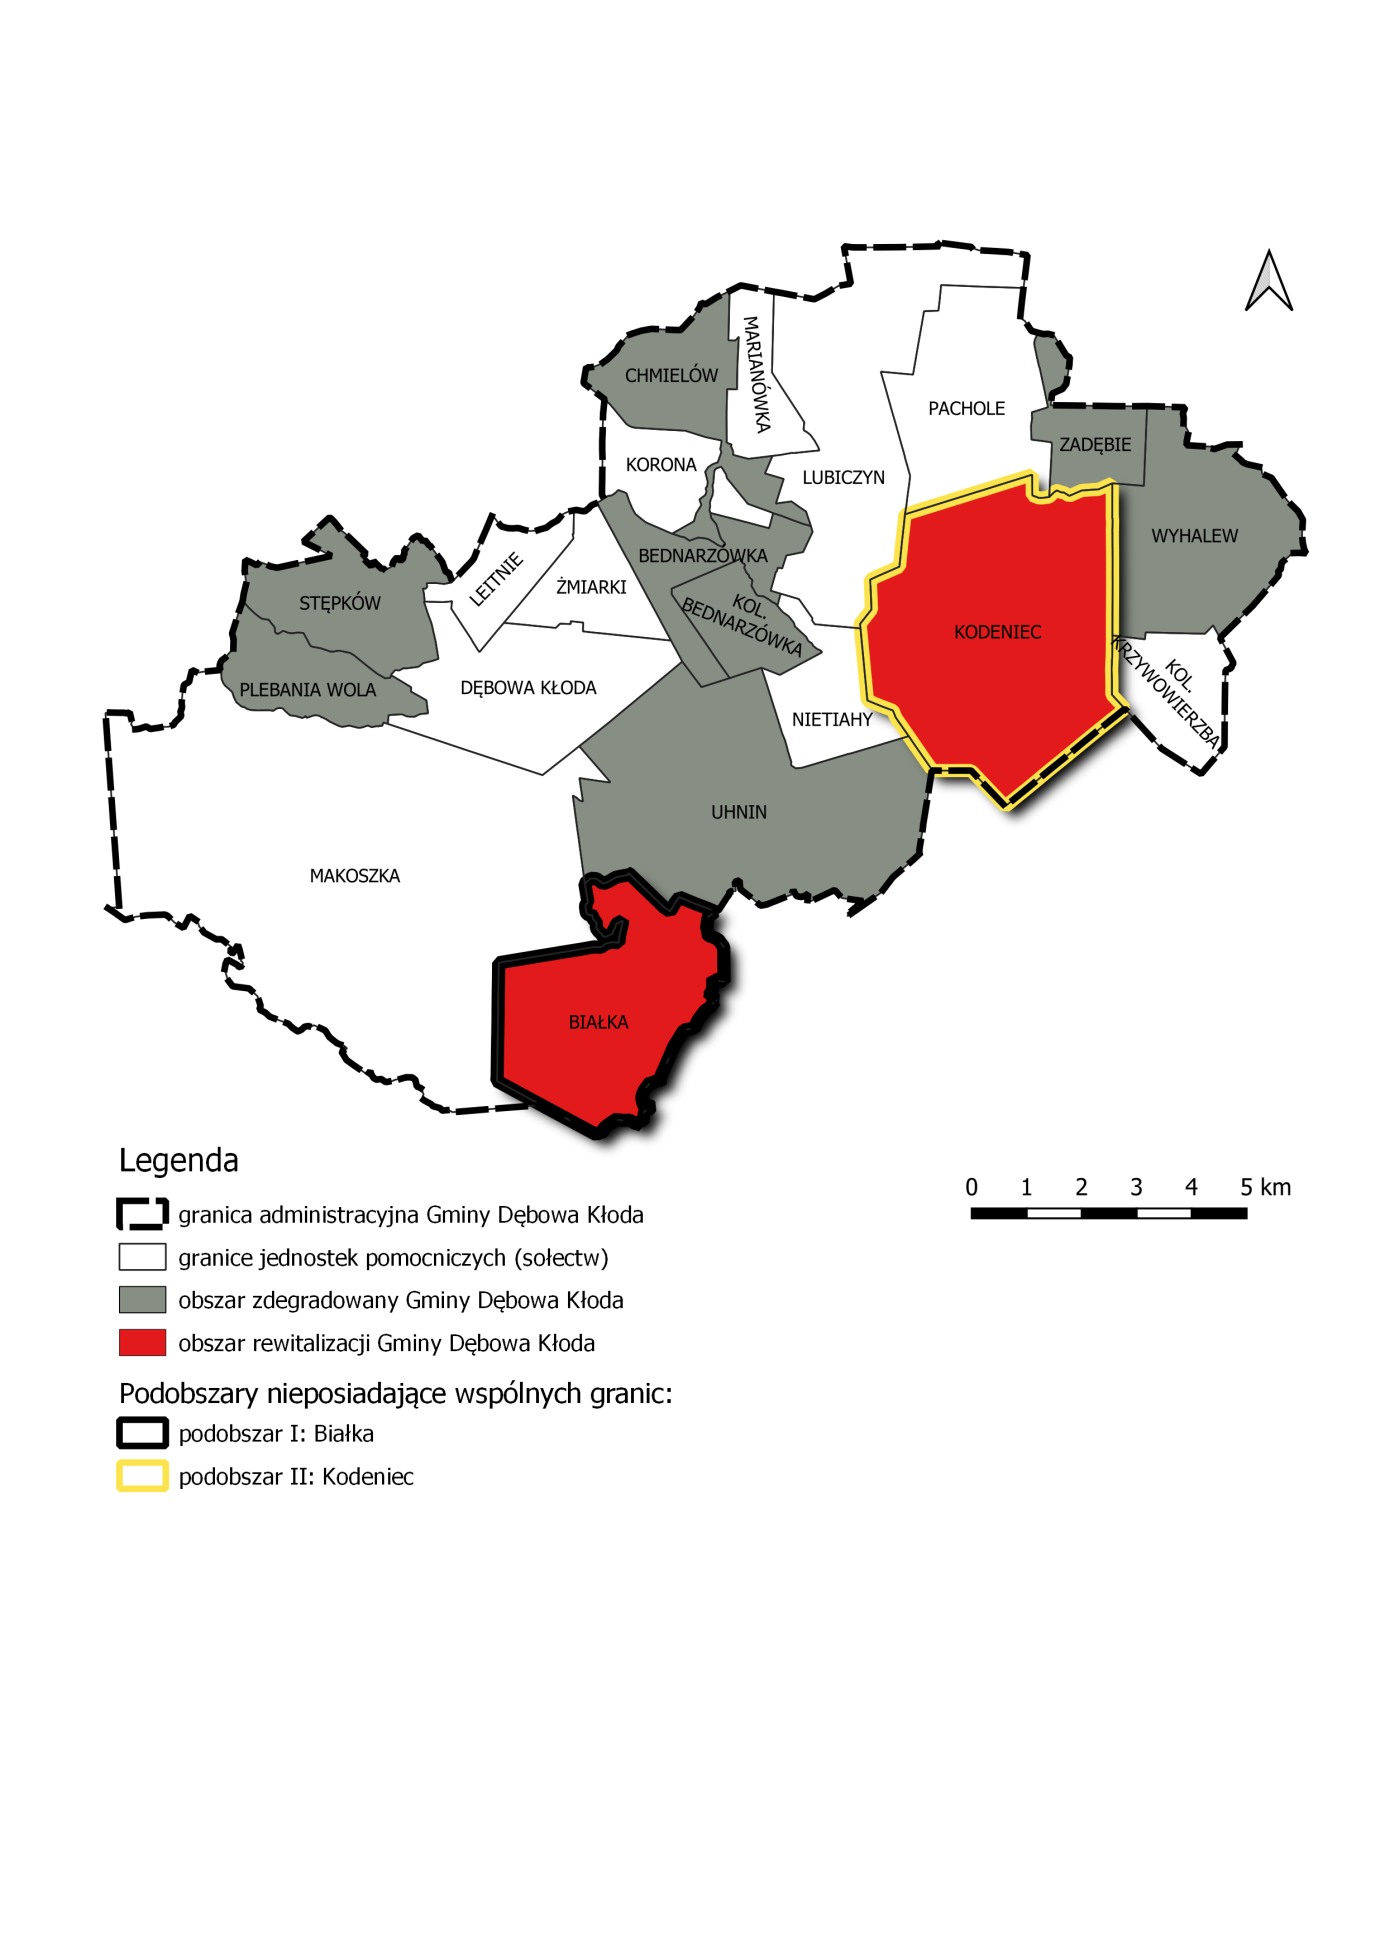 MARIANÓWKA
CHMIELÓW
PACHOLE
ZADĘBIE
KORONA
LUBICZYN
WYHALEW
BEDNARZÓWKA
LEITNIE
ŻMIARKI
STĘPKÓW
KOL.
BEDNARZÓWKA
KODENIEC
KOL.
KRZYWOWIERZBA
PLEBANIA WOLA
DĘBOWA KŁODA
NIETIAHY
UHNIN
MAKOSZKA
BIAŁKA
Legenda
granica administracyjna Gminy Dębowa Kłoda
granice jednostek pomocniczych (sołectw)
obszar zdegradowany Gminy Dębowa Kłoda
obszar rewitalizacji Gminy Dębowa Kłoda
Podobszary nieposiadające wspólnych granic:
podobszar I: Białka
podobszar II: Kodeniec
0 1 2 3 4 5 km